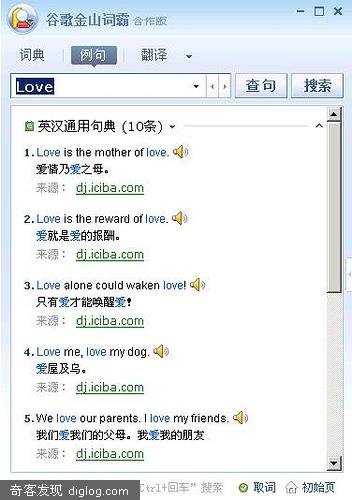 谷歌金山词霸 合作版
词典 例句 翻译
Love 查句 搜索
英汉通用句典 (10条)
1. Love is the mother of love.
爱情乃爱之母。
来源： dj.iciba.com
2. Love is the reward of love.
爱就是爱的报酬。
来源： dj.iciba.com
3. Love alone could waken love!
只有爱才能唤醒爱!
来源： dj.iciba.com
4. Love me, love my dog.
爱屋及乌。
来源： dj.iciba.com
5. We love our parents. I love my friends.
我们爱我们的父母。我爱我的朋友
来源： dj.iciba.com
奇客发现 diglog.com Ctrl+回车” 搜索 取词 初始页